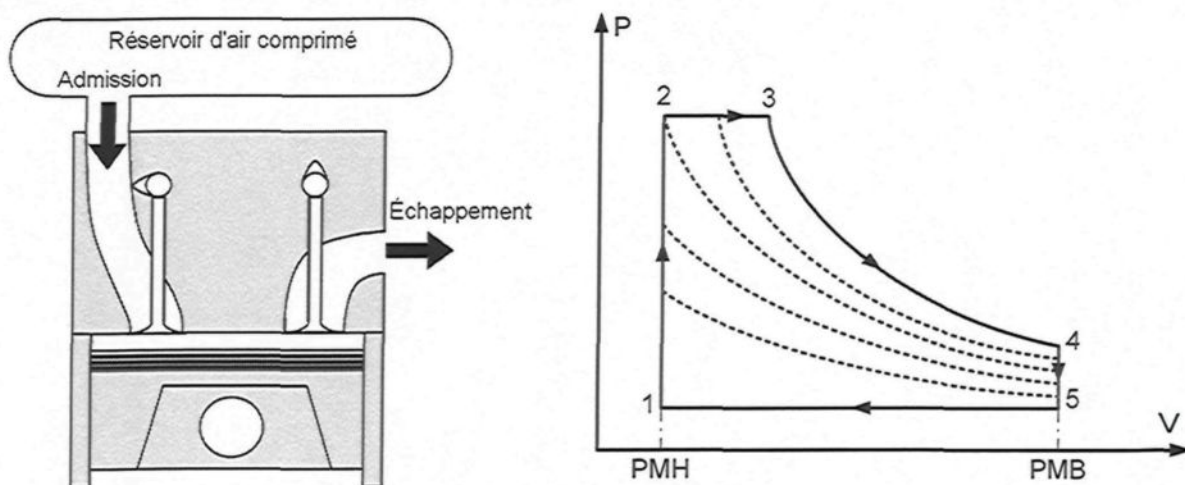 Réservoir d'air comprimé
Admission
Échappement
P
2
3
4
1
5
V
PMH
PMB